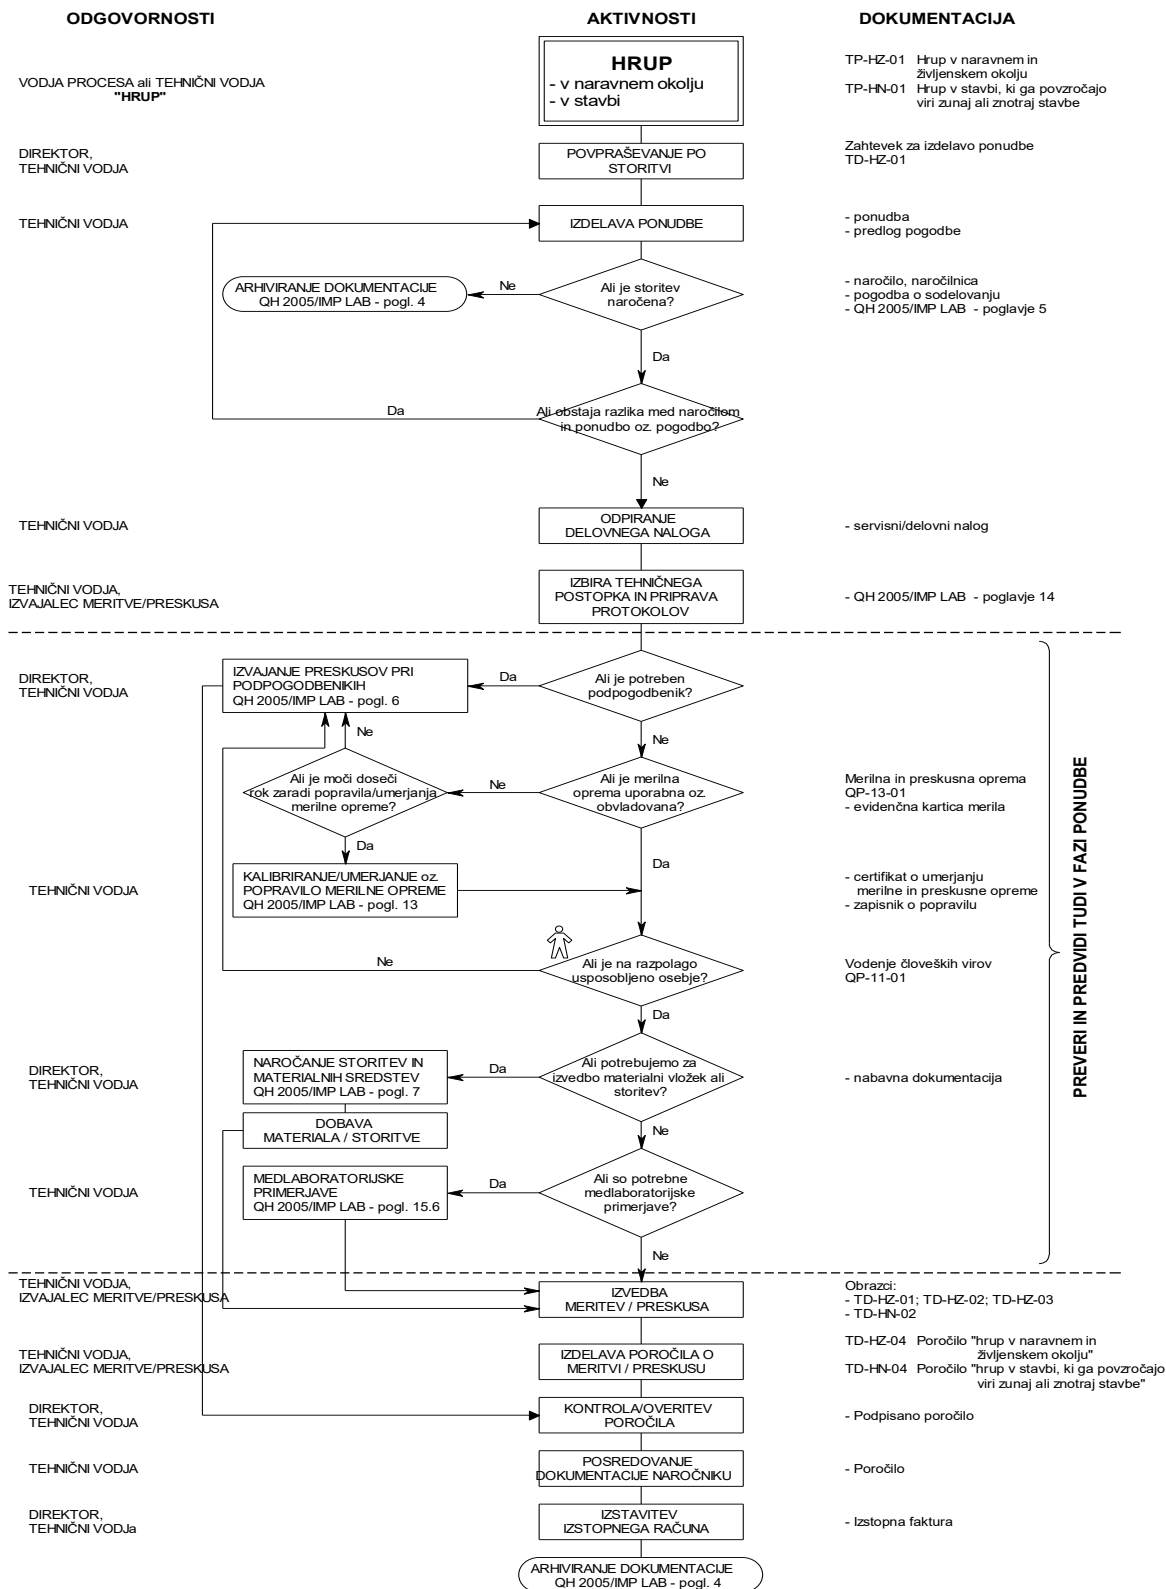 ODGOVORNOSTI
AKTIVNOSTI
DOKUMENTACIJA
VODJA PROCESA ali TEHNIČNI VODJA
"HRUP"
HRUP
- v naravnem okolju
- v stavbi
TP-HZ-01 Hrup v naravnem in
življenskem okolju
TP-HN-01 Hrup v stavbi, ki ga povzročajo
viri zunaj ali znotraj stavbe
DIREKTOR,
TEHNIČNI VODJA
POVPRAŠEVANJE PO
STORITVI
Zahtevek za izdelavo ponudbe
TD-HZ-01
TEHNIČNI VODJA
IZDELAVA PONUDBE
- ponudba
- predlog pogodbe
ARHIVIRANJE DOKUMENTACIJE
QH 2005/IMP LAB - pogl. 4
Ne
Ali je storitev
naročena?
- naročilo, naročilnica
- pogodba o sodelovanju
- QH 2005/IMP LAB - poglavje 5
Da
Da
Ali obstaja razlika med naročilom
in ponudbo oz. pogodbo?
Ne
TEHNIČNI VODJA
ODPIRANJE
DELOVNEGA NALOGA
- servisni/delovni nalog
TEHNIČNI VODJA,
IZVAJALEC MERITVE/PRESKUSA
IZBIRA TEHNIČNEGA
POSTOPKA IN PRIPRAVA
PROTOKOLOV
- QH 2005/IMP LAB - poglavje 14
DIREKTOR,
TEHNIČNI VODJA
IZVAJANJE PRESKUSOV PRI
PODPOGODBENIKIH
QH 2005/IMP LAB - pogl. 6
Da
Ali je potreben
podpogodbenik?
Ne
Ne
Ali je moči doseči
rok zaradi popravila/umerjanja
merilne opreme?
Ne
Ali je merilna
oprema uporabna oz.
obvladovana?
Merilna in preskusna oprema
QP-13-01
- evidenčna kartica merila
Da
Da
TEHNIČNI VODJA
KALIBRIRANJE/UMERJANJE oz.
POPRAVILO MERILNE OPREME
QH 2005/IMP LAB - pogl. 13
- certifikat o umerjanju
merilne in preskusne opreme
- zapisnik o popravilu
Ne
Ali je na razpolago
usposobljeno osebje?
Vodenje človeških virov
QP-11-01
Da
DIREKTOR,
TEHNIČNI VODJA
NAROČANJE STORITEV IN
MATERIALNIH SREDSTEV
QH 2005/IMP LAB - pogl. 7
Da
Ali potrebujemo za
izvedbo materialni vložek ali
storitev?
- nabavna dokumentacija
DOBAVA
MATERIALA / STORITVE
Ne
TEHNIČNI VODJA
MEDLABORATORIJSKE
PRIMERJAVE
QH 2005/IMP LAB - pogl. 15.6
Da
Ali so potrebne
medlaboratorijske
primerjave?
Ne
PREVERI IN PREDVIDI TUDI V FAZI PONUDBE
TEHNIČNI VODJA,
IZVAJALEC MERITVE/PRESKUSA
IZVEDBA
MERITEV / PRESKUSA
Obrazci:
- TD-HZ-01; TD-HZ-02; TD-HZ-03
- TD-HN-02
TEHNIČNI VODJA,
IZVAJALEC MERITVE/PRESKUSA
IZDELAVA POROČILA O
MERITVI / PRESKUSU
TD-HZ-04 Poročilo "hrup v naravnem in
življenskem okolju"
TD-HN-04 Poročilo "hrup v stavbi, ki ga povzročajo
viri zunaj ali znotraj stavbe"
DIREKTOR,
TEHNIČNI VODJA
KONTROLA/OVERITEV
POROČILA
- Podpisano poročilo
TEHNIČNI VODJA
POSREDOVANJE
DOKUMENTACIJE NAROČNIKU
- Poročilo
DIREKTOR,
TEHNIČNI VODJa
IZSTAVITEV
IZSTOPNEGA RAČUNA
- Izstopna faktura
ARHIVIRANJE DOKUMENTACIJE
QH 2005/IMP LAB - pogl. 4